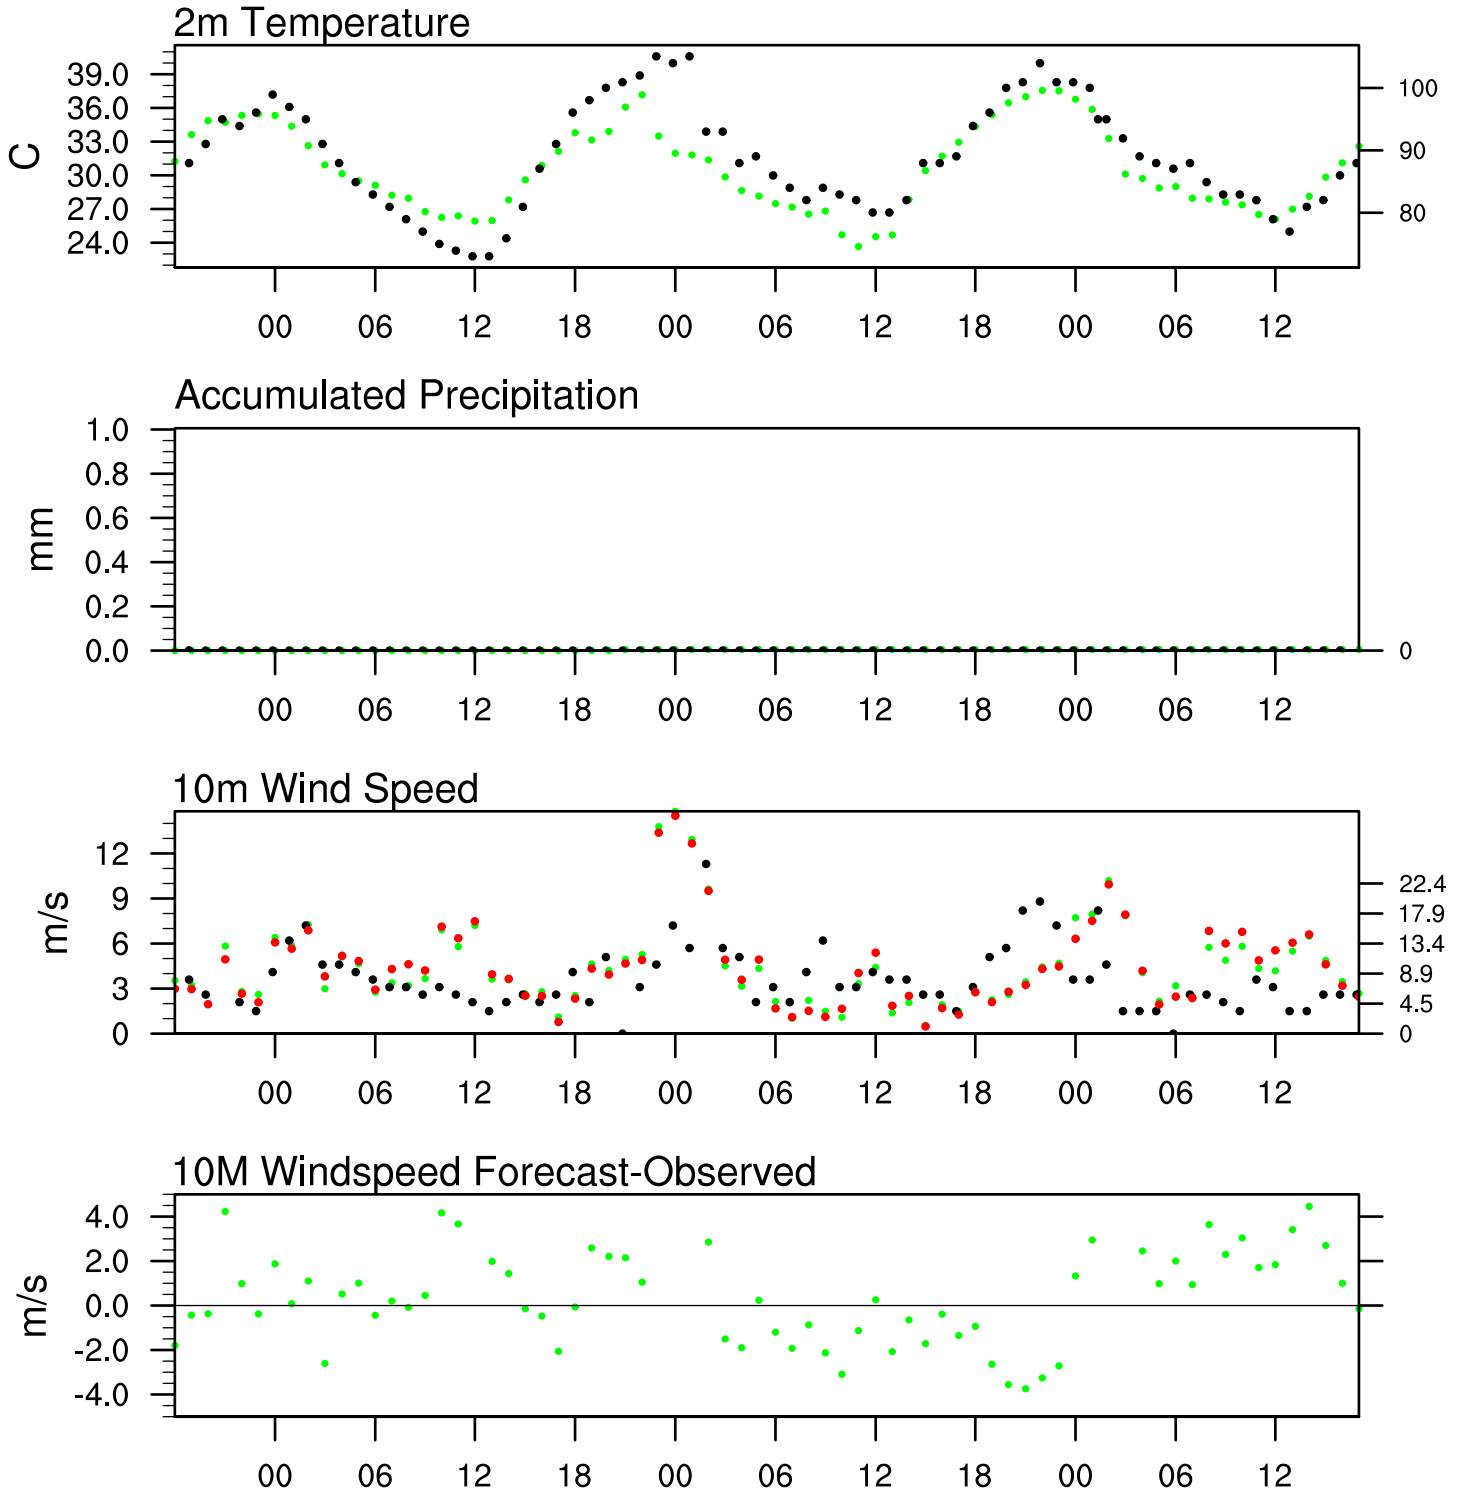 2m Temperature
39.0
36.0
33.0
30.0
27.0
24.0
C
100
90
80
00 06 12 18 00 06 12 18 00 06 12
Accumulated Precipitation
1.0
0.8
0.6
0.4
0.2
0.0
mm
0
00 06 12 18 00 06 12 18 00 06 12
10m Wind Speed
12
9
6
3
0
m/s
22.4
17.9
13.4
8.9
4.5
0
00 06 12 18 00 06 12 18 00 06 12
10M Windspeed Forecast-Observed
4.0
2.0
0.0
-2.0
-4.0
m/s
00 06 12 18 00 06 12 18 00 06 12